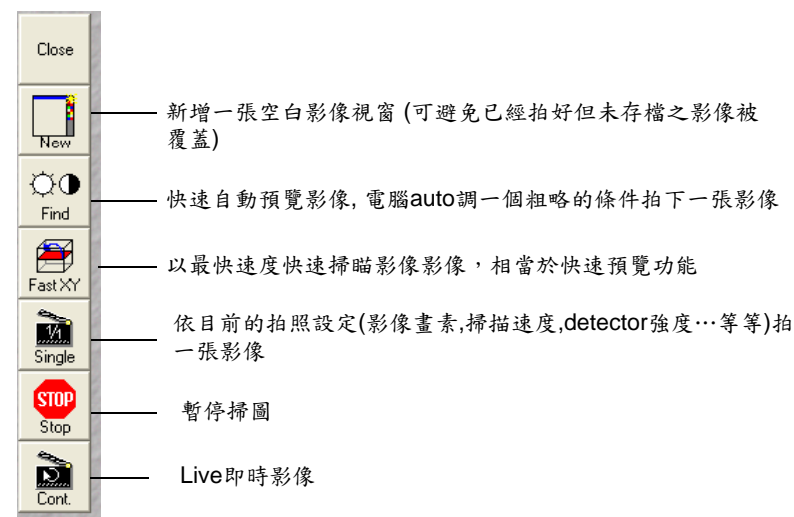 Close
New
新增一張空白影像視窗 (可避免已經拍好但未存檔之影像被
覆蓋)
Find
快速自動預覽影像, 電腦auto調一個粗略的條件拍下一張影像
Fast XY
以最快速度快速掃瞄影像影像，相當於快速預覽功能
1/1
Single
依目前的拍照設定(影像畫素,掃描速度,detector強度…等等)拍
一張影像
STOP
Stop
暫停掃圖
Cont.
Live即時影像